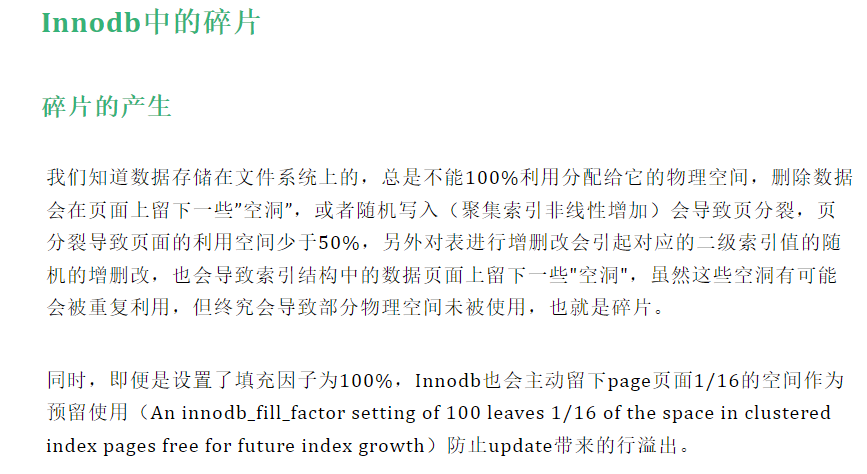 Innodb中的碎片
碎片的产生
我们知道数据存储在文件系统上的，总是不能100%利用分配给它的物理空间，删除数据
会在页面上留下一些"空洞"，或者随机写入（聚集索引非线性增加）会导致页分裂，页
分裂导致页面的利用空间少于50%，另外对表进行增删改会引起对应的二级索引值的随
机的增删改，也会导致索引结构中的数据页面上留下一些"空洞"，虽然这些空洞有可能
会被重复利用，但终究会导致部分物理空间未被使用，也就是碎片。
同时，即便是设置了填充因子为100%，Innodb也会主动留下page页面1/16的空间作为
预留使用（An innodb_fill_factor setting of 100 leaves 1/16 of the space in clustered
index pages free for future index growth）防止update带来的行溢出。